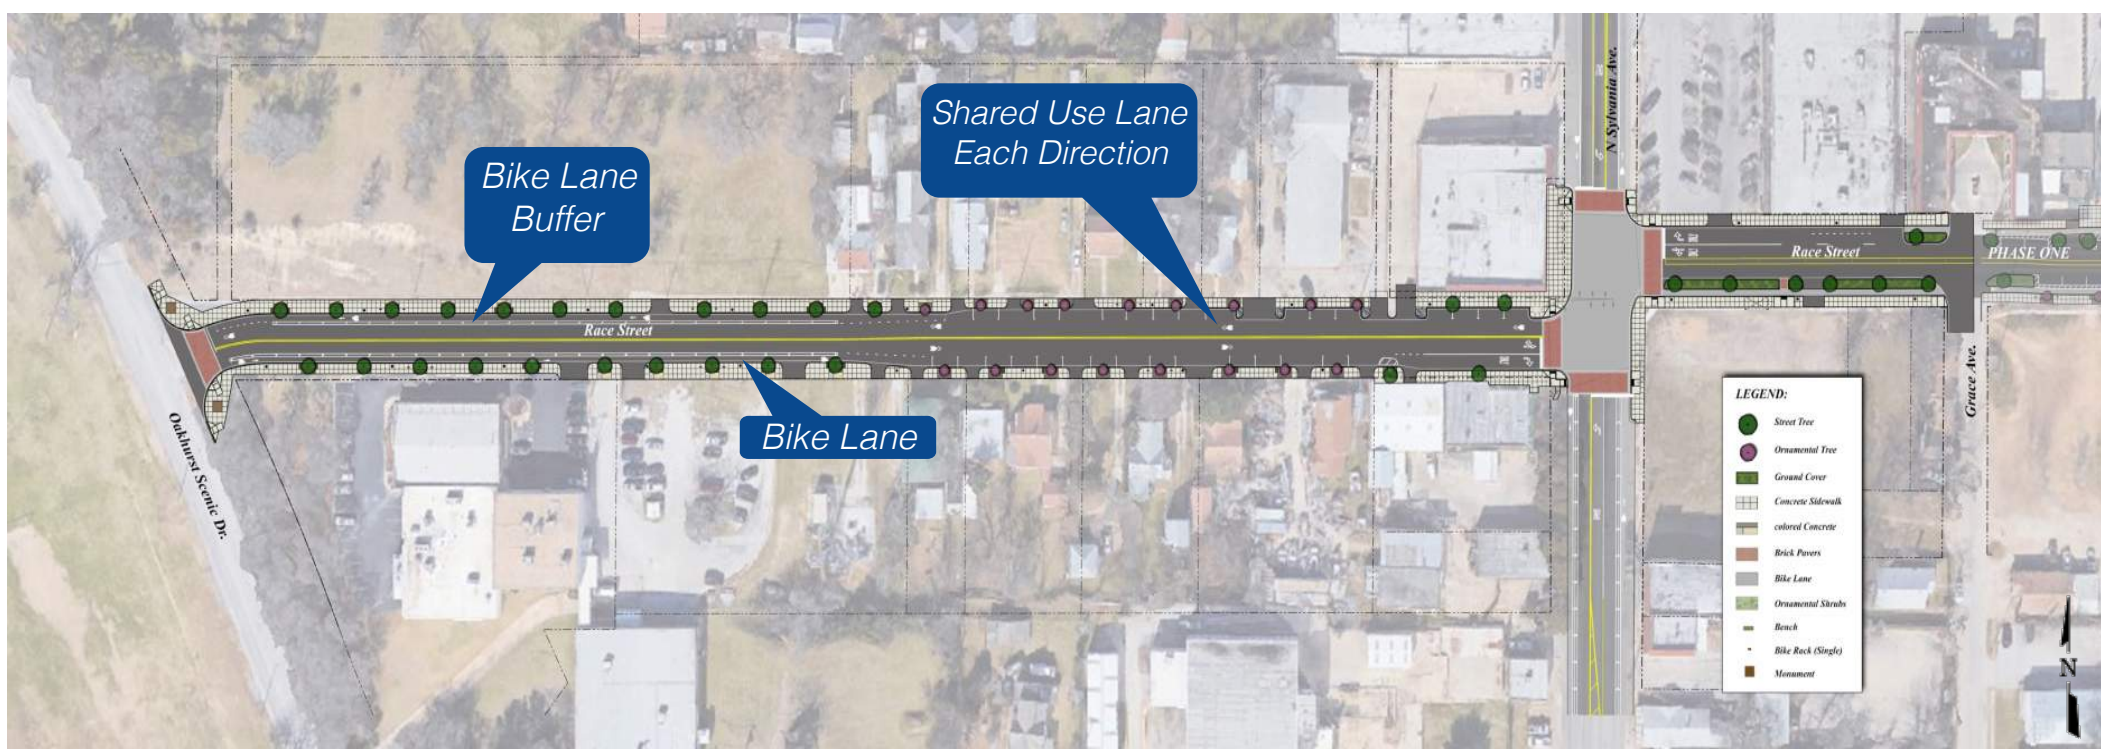 Bike Lane
Buffer
Shared Use Lane
Each Direction
N Sylvania Ave.
Race Street
PHASE ONE
Race Street
Bike Lane
Oakhurst Scenic Dr.
Grace Ave.
LEGEND:
Street Tree
Ornamental Tree
Ground Cover
Concrete Sidewalk
colored Concrete
Brick Pavers
Bike Lane
Ornamental Shrubs
Bench
Bike Rack (Single)
Monument
N